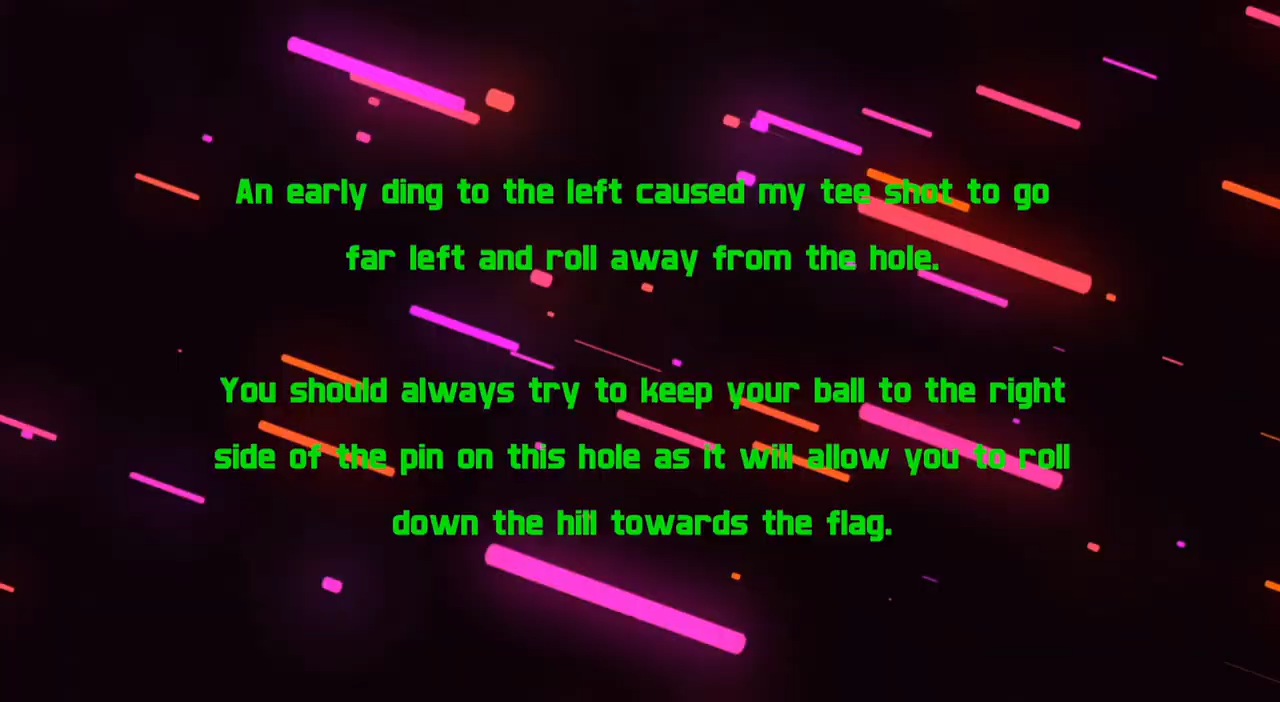 An early ding to the left caused my tee shot to go
far left and roll away from the hole.
You should always try to keep your ball to the right
side of the pin on this hole as it will allow you to roll
down the hill towards the flag.